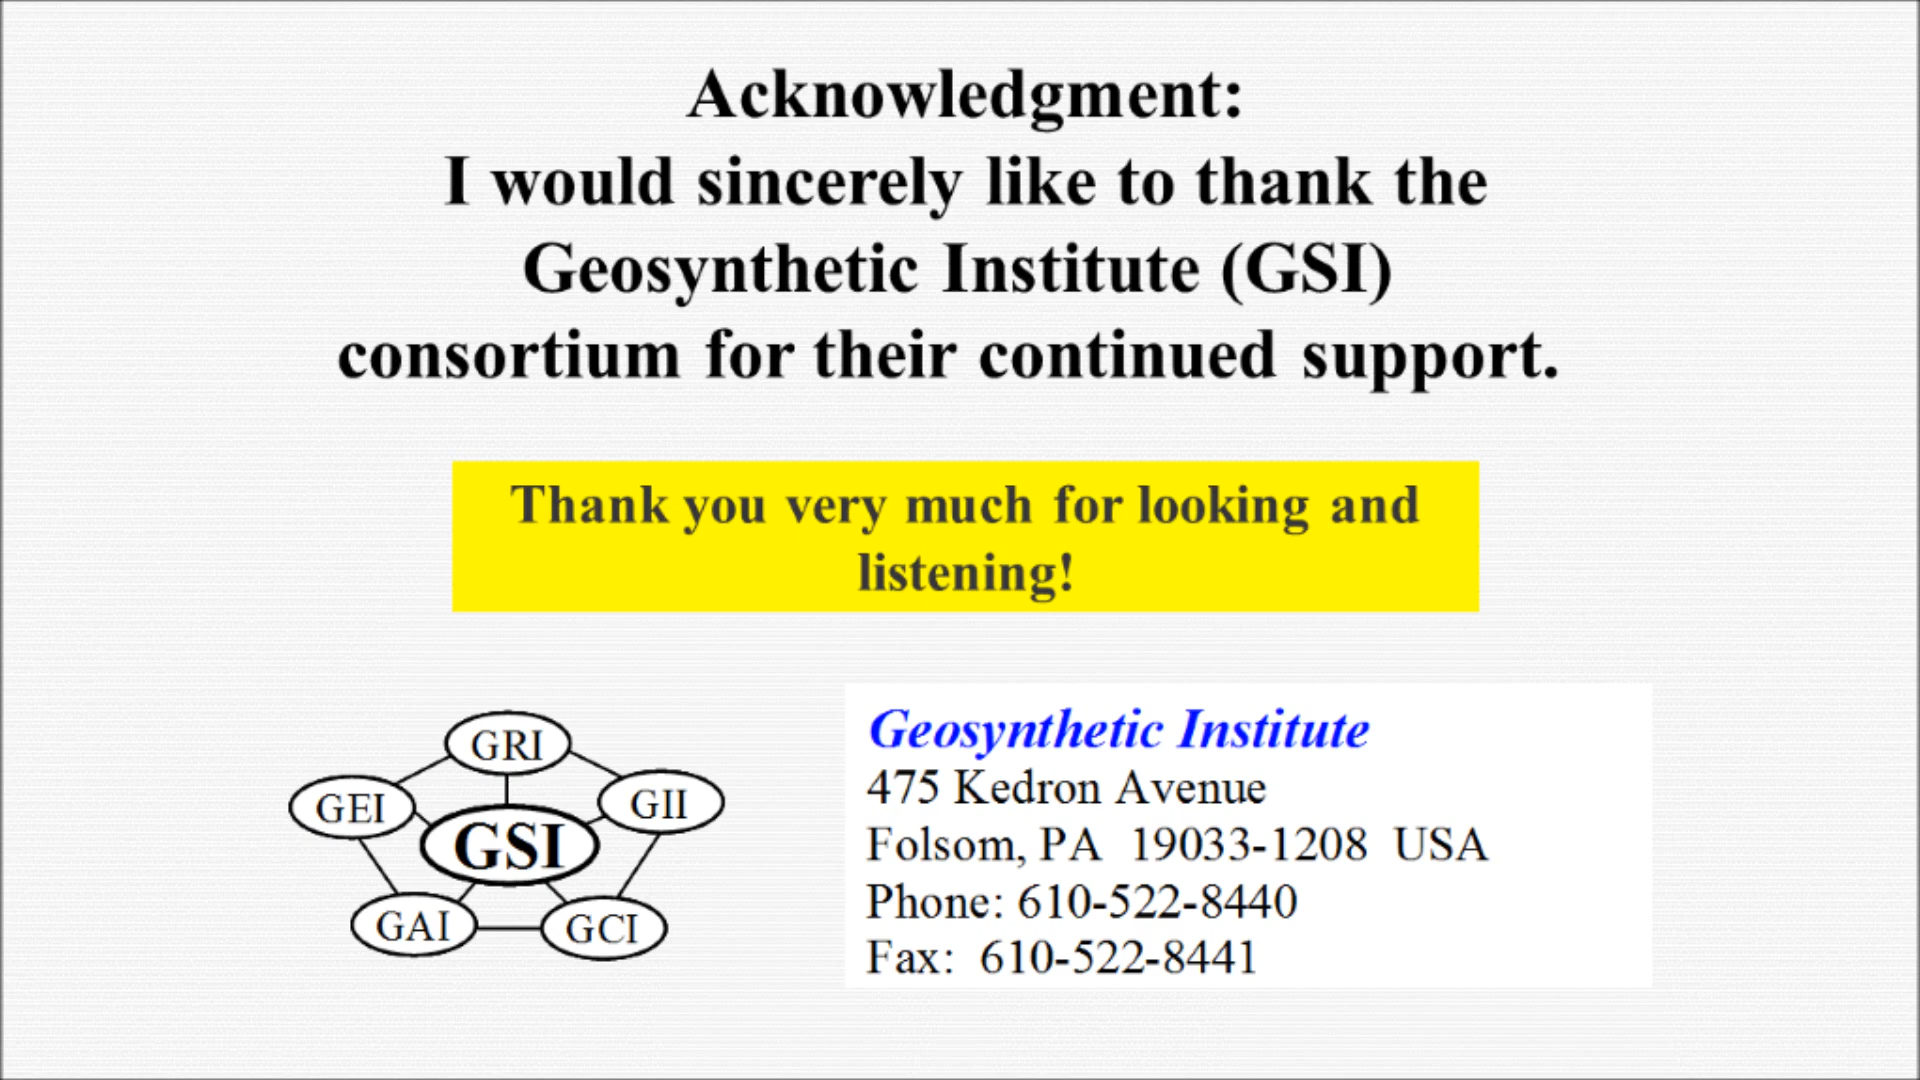 Acknowledgment:
I would sincerely like to thank the
Geosynthetic Institute (GSI)
consortium for their continued support.
Thank you very much for looking and
listening!
GRI
GEI
GII
GSI
GAI
GCI
Geosynthetic Institute
475 Kedron Avenue
Folsom, PA 19033-1208 USA
Phone: 610-522-8440
Fax: 610-522-8441